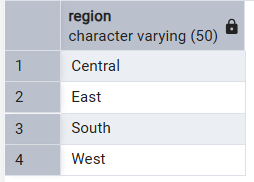 region
character varying (50)
1 Central
2 East
3 South
4 West